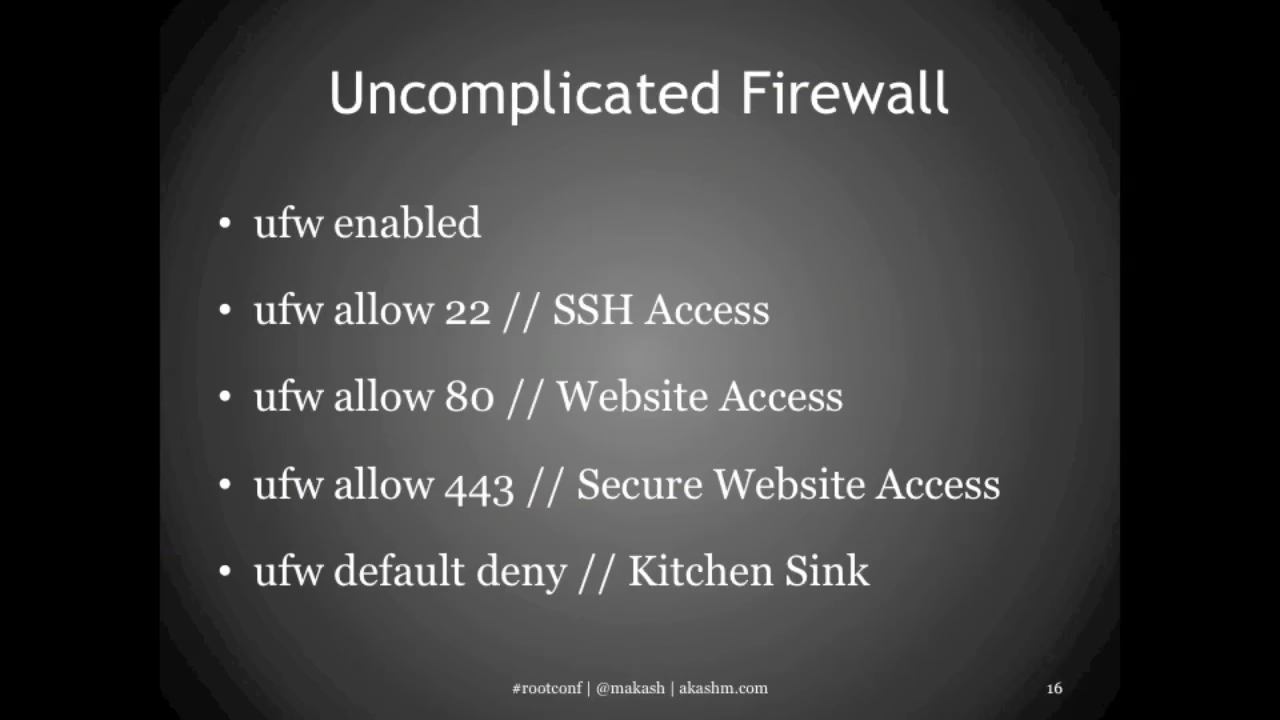 Uncomplicated Firewall
• ufw enabled
• ufw allow 22 // SSH Access
• ufw allow 80 // Website Access
• ufw allow 443 // Secure Website Access
• ufw default deny // Kitchen Sink
#rootconf | @makash | akashm.com
16